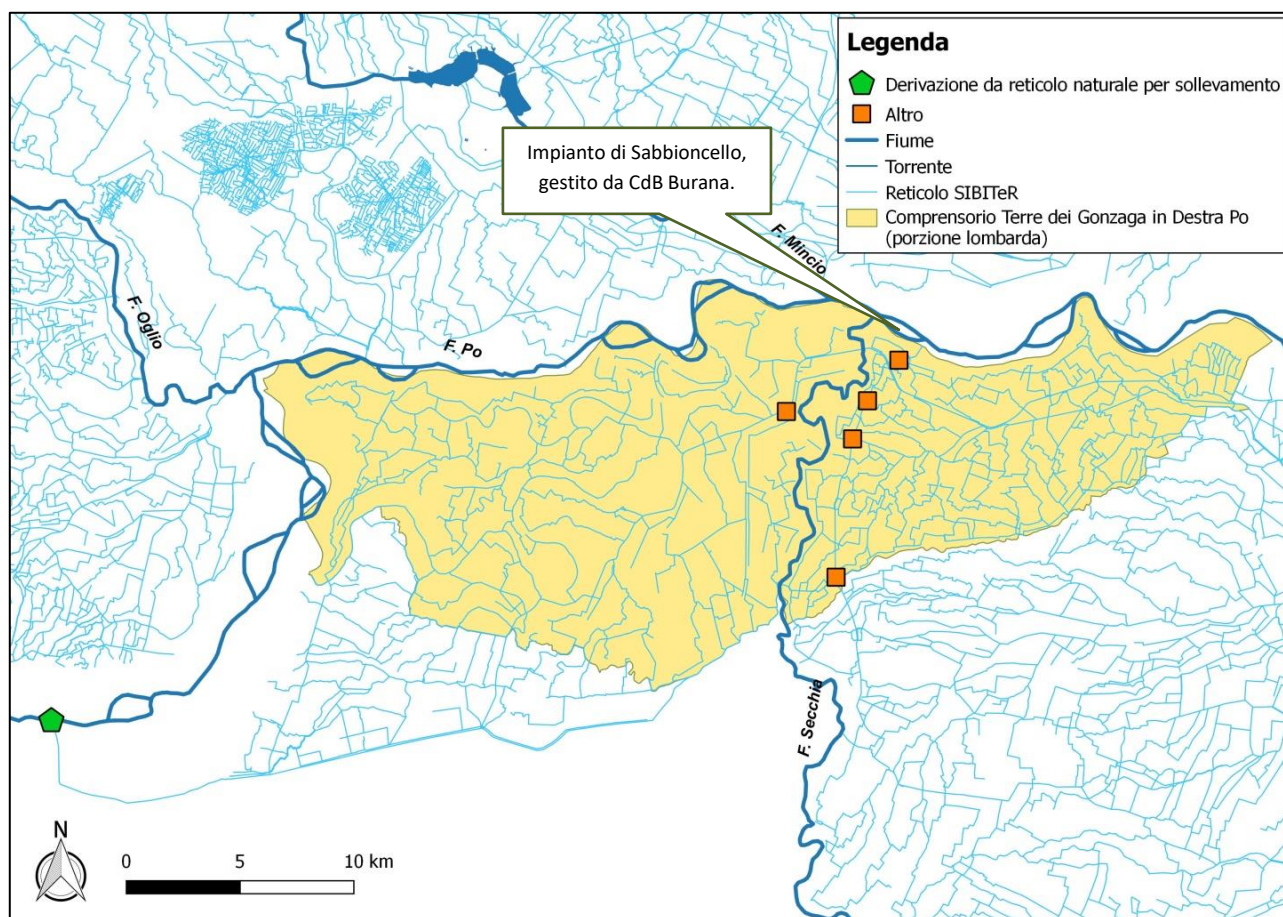 Legenda
Derivazione da reticolo naturale per sollevamento
Altro
Fiume
Torrente
Reticolo SIBITeR
Comprensorio Terre dei Gonzaga in Destra Po
(porzione lombarda)
Impianto di Sabbioncello,
gestito da CdB Burana.
F. Mincio
F. Oglio
F. Po
F. Secchia
N
0 5 10 km